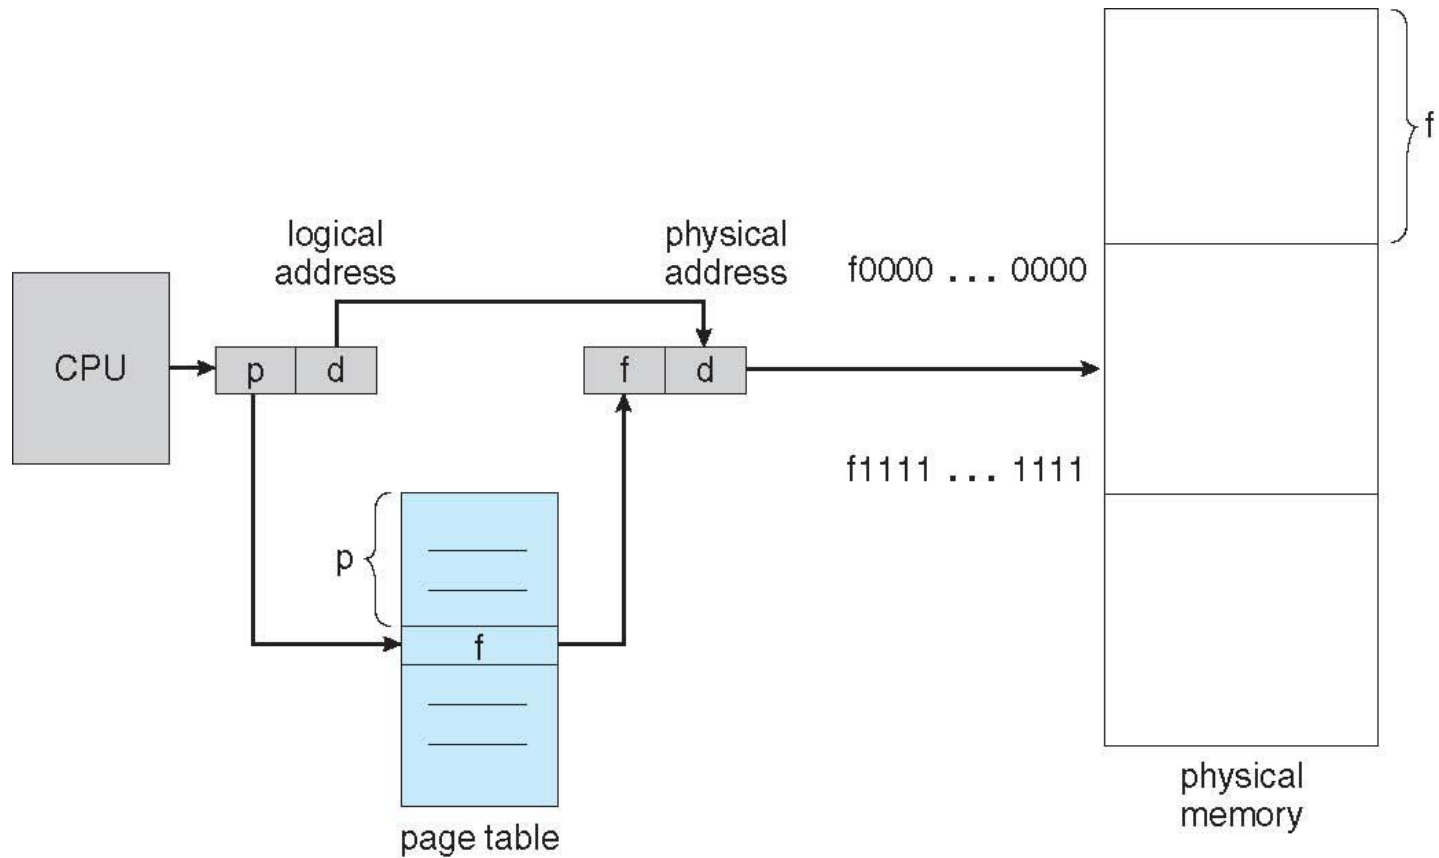 f
logical
address
physical
address
f0000 ... 0000
CPU
p
d
f
d
f1111 ... 1111
p
f
physical
memory
page table